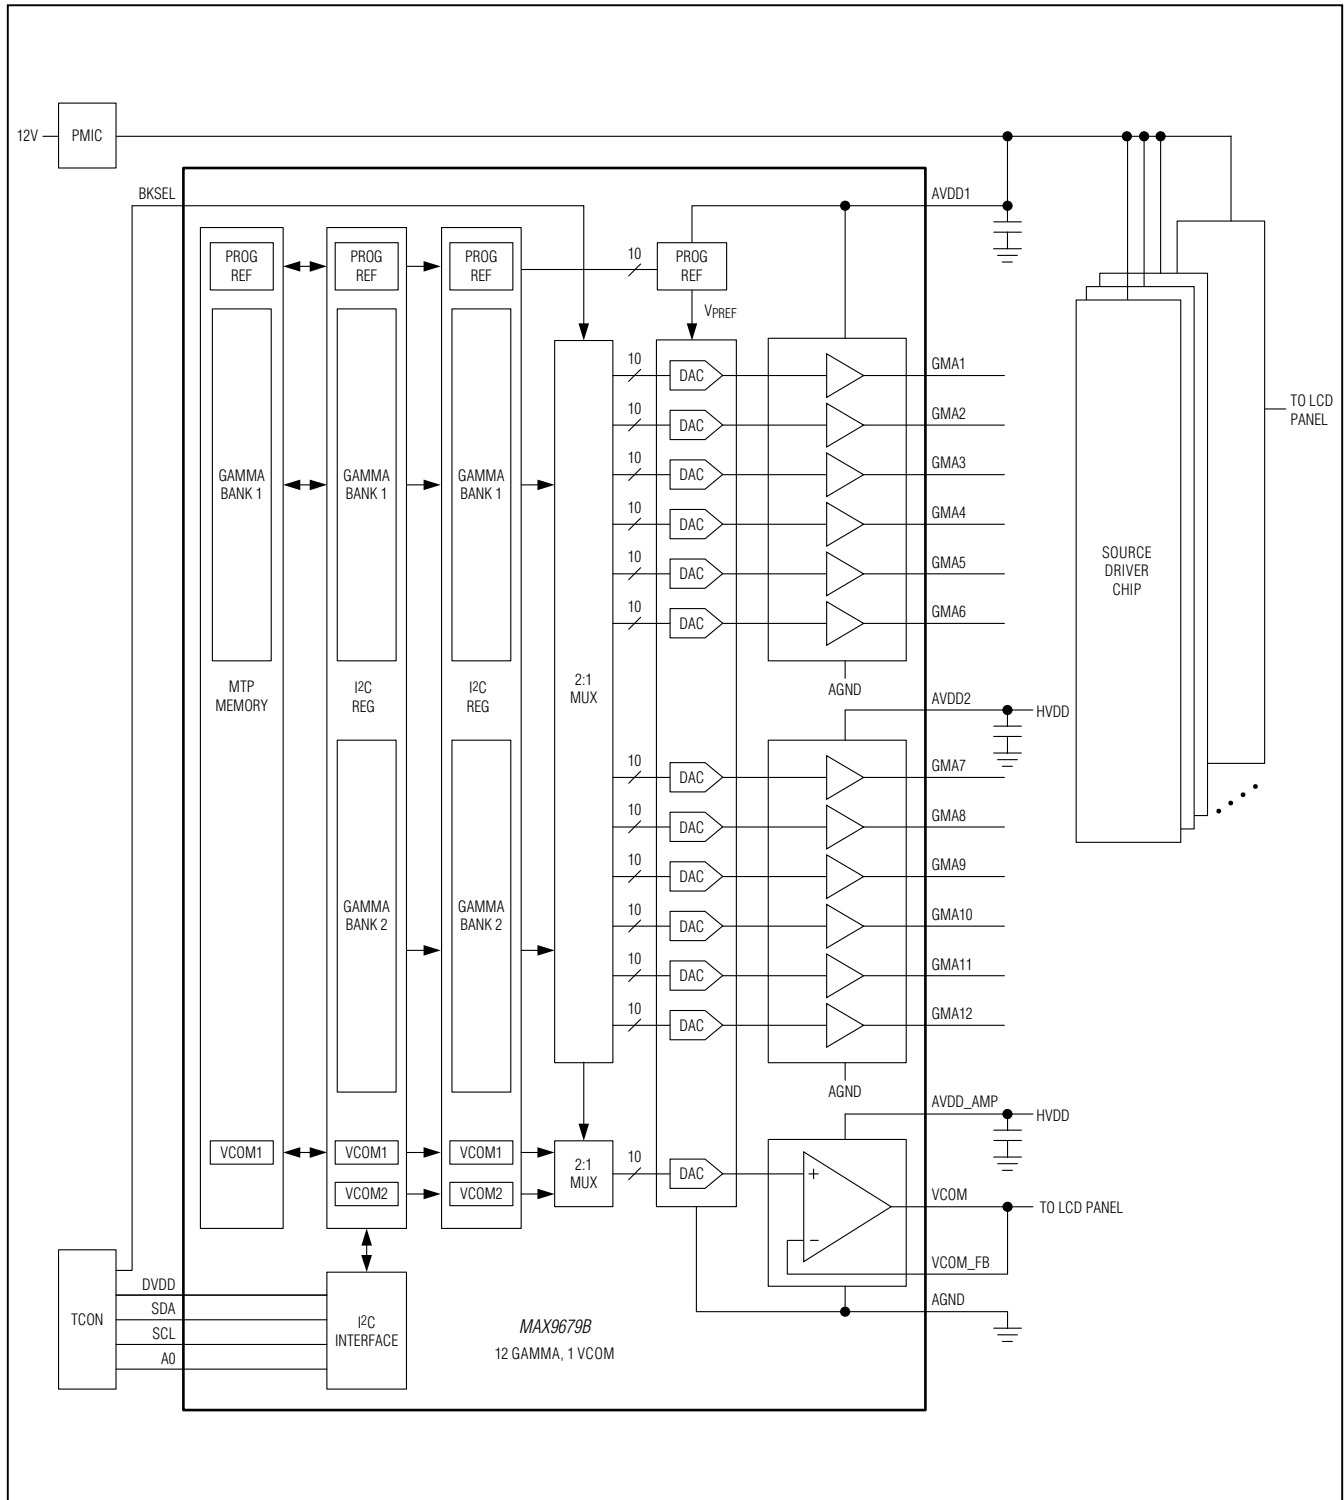 12V
PMIC
BKSEL
AVDD1
PROG
REF
PROG
REF
PROG
REF
10
PROG
REF
VPREF
10
DAC
GMA1
10
DAC
GMA2
10
DAC
GMA3
10
DAC
GMA4
10
DAC
GMA5
10
DAC
GMA6
GAMMA
BANK 1
GAMMA
BANK 1
GAMMA
BANK 1
TO LCD
PANEL
SOURCE
DRIVER
CHIP
MTP
MEMORY
I2C
REG
I2C
REG
2:1
MUX
AGND
AVDD2
HVDD
10
DAC
GMA7
10
DAC
GMA8
10
DAC
GMA9
10
DAC
GMA10
10
DAC
GMA11
10
DAC
GMA12
GAMMA
BANK 2
GAMMA
BANK 2
AGND
AVDD_AMP
HVDD
VCOM1
VCOM1
VCOM1
VCOM2
VCOM2
2:1
MUX
10
DAC
+
−
VCOM
TO LCD PANEL
VCOM_FB
AGND
TCON
DVDD
SDA
SCL
A0
I2C
INTERFACE
MAX9679B
12 GAMMA, 1 VCOM